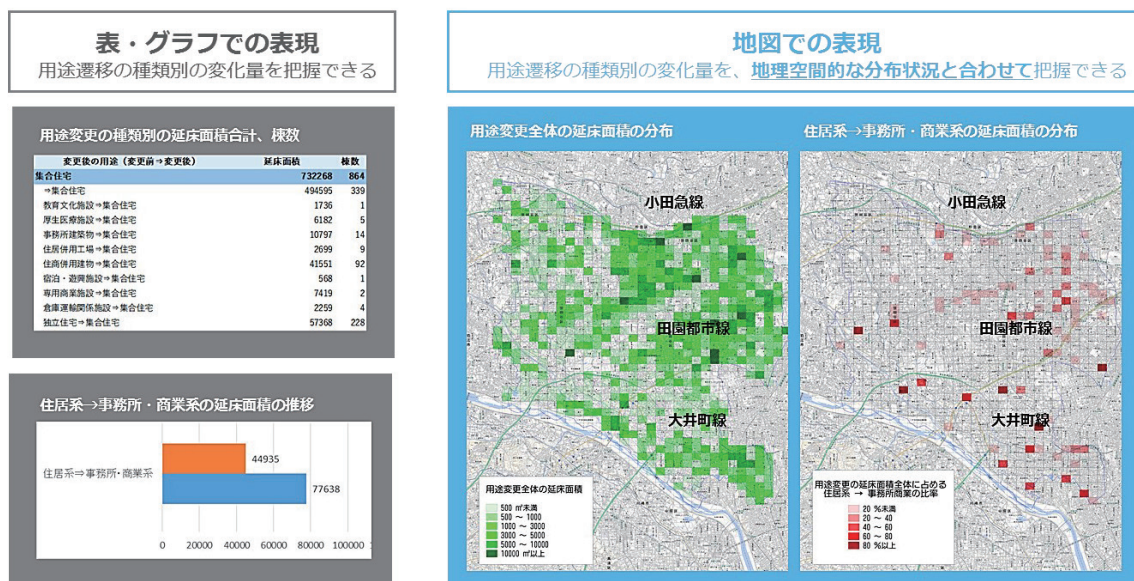 表・グラフでの表現
用途遷移の種類別の変化量を把握できる
用途変更の種類別の延床面積合計、棟数
変更後の用途（変更前⇒変更後） 延床面積 棟数
集合住宅 732268 864
⇒集合住宅 494595 339
教育文化施設⇒集合住宅 1736 1
厚生医療施設⇒集合住宅 6182 5
事務所建築物⇒集合住宅 10797 14
住居併用工場⇒集合住宅 2699 9
住商併用建物⇒集合住宅 41551 92
宿泊・遊興施設⇒集合住宅 568 1
専用商業施設⇒集合住宅 7419 2
倉庫運輸関係施設⇒集合住宅 2259 4
独立住宅⇒集合住宅 57368 228
住居系→事務所・商業系の延床面積の推移
住居系⇒事務所・商業系
44935
77638
0 20000 40000 60000 80000 100000
地図での表現
用途遷移の種類別の変化量を、地理空間的な分布状況と合わせて把握できる
用途変更全体の延床面積の分布
小田急線
田園都市線
大井町線
用途変更全体の延床面積
500 ㎡未満
500 ～ 1000
1000 ～ 3000
3000 ～ 5000
5000 ～ 10000
10000 ㎡以上
住居系→事務所・商業系の延床面積の分布
小田急線
田園都市線
大井町線
用途変更の延床面積全体に占める
住居系 → 事務所商業の比率
20 %未満
20 ～ 40
40 ～ 60
60 ～ 80
80 %以上